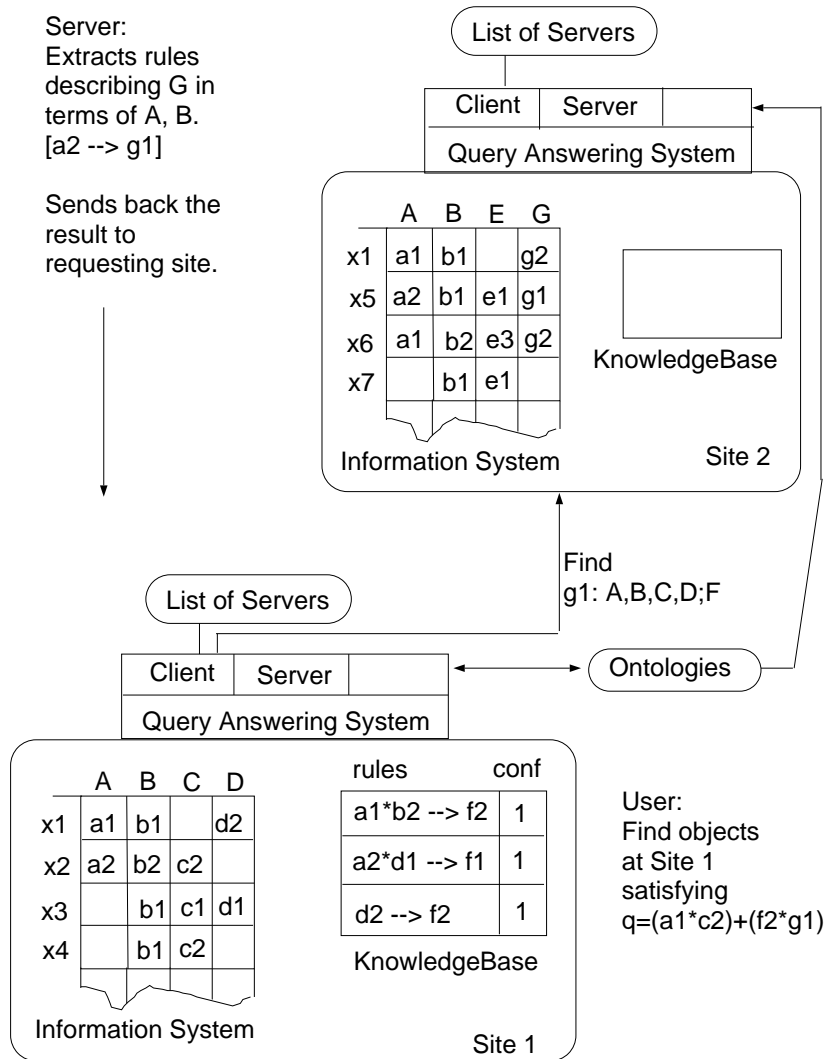 Server:
Extracts rules
describing G in
terms of A, B.
[a2 --> g1]
Sends back the
result to
requesting site.
List of Servers
Client Server
Query Answering System
A B E G
x1 a1 b1 g2
x5 a2 b1 e1 g1
x6 a1 b2 e3 g2
x7 b1 e1
KnowledgeBase
Information System
Site 2
Find
g1: A,B,C,D;F
List of Servers
Client Server
Query Answering System
Ontologies
A B C D
x1 a1 b1 d2
x2 a2 b2 c2
x3 b1 c1 d1
x4 b1 c2
Information System
rules conf
a1*b2 --> f2 1
a2*d1 --> f1 1
d2 --> f2 1
KnowledgeBase
Site 1
User:
Find objects
at Site 1
satisfying
q=(a1*c2)+(f2*g1)